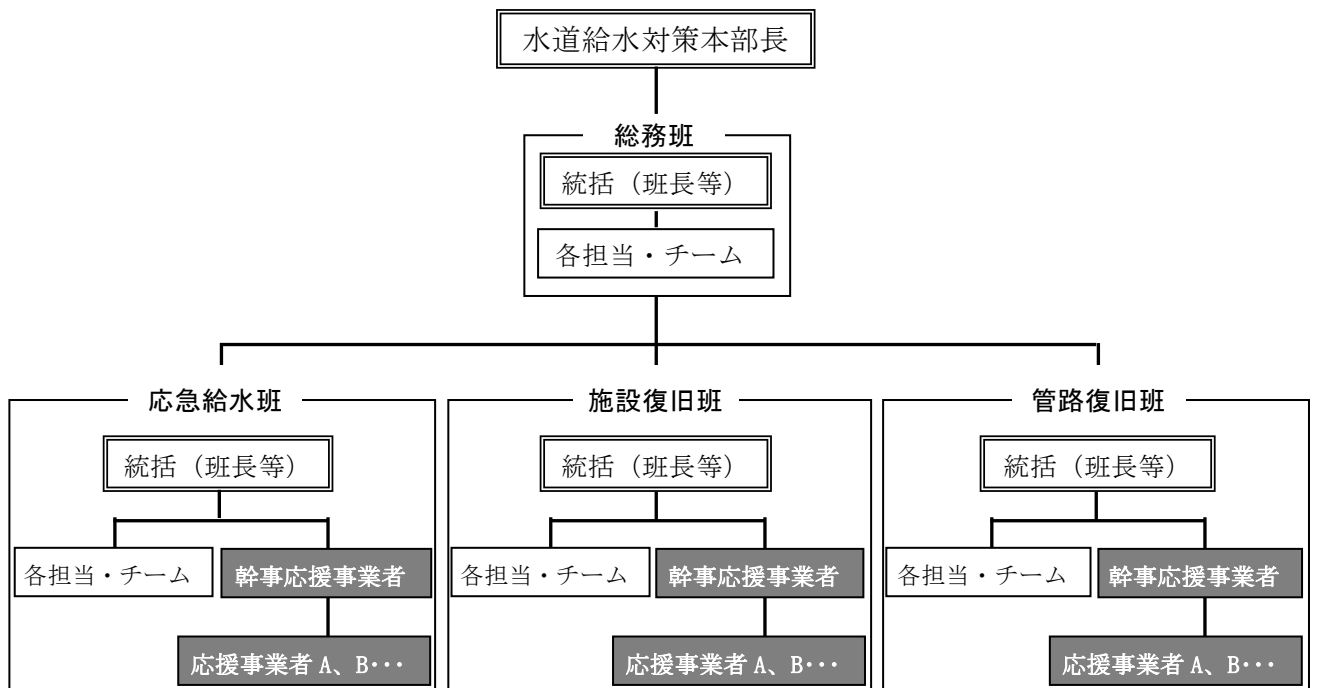 水道給水対策本部長
総務班
統括（班長等）
各担当・チーム
応急給水班
統括（班長等）
各担当・チーム
幹事応援事業者
応援事業者 A、B･･･
施設復旧班
統括（班長等）
各担当・チーム
幹事応援事業者
応援事業者 A、B･･･
管路復旧班
統括（班長等）
各担当・チーム
幹事応援事業者
応援事業者 A、B･･･